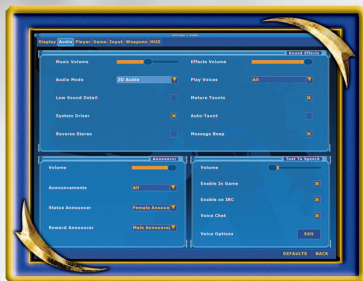 Display Audio Player Game Input Weapons HUD
Sound Effects
Music Volume
Effects Volume
Audio Mode
3D Audio
Play Voices
All
Low Sound Detail
Mature Taunts
System Driver
Auto-Taunt
Reverse Stereo
Message Beep
Announcer
Text To Speech
Volume
Volume
Announcements
All
Enable In Game
Status Announcer
Female Announ
Enable on IRC
Voice Chat
Reward Announcer
Male Announcer
Voice Options
Edit
DEFAULTS BACK